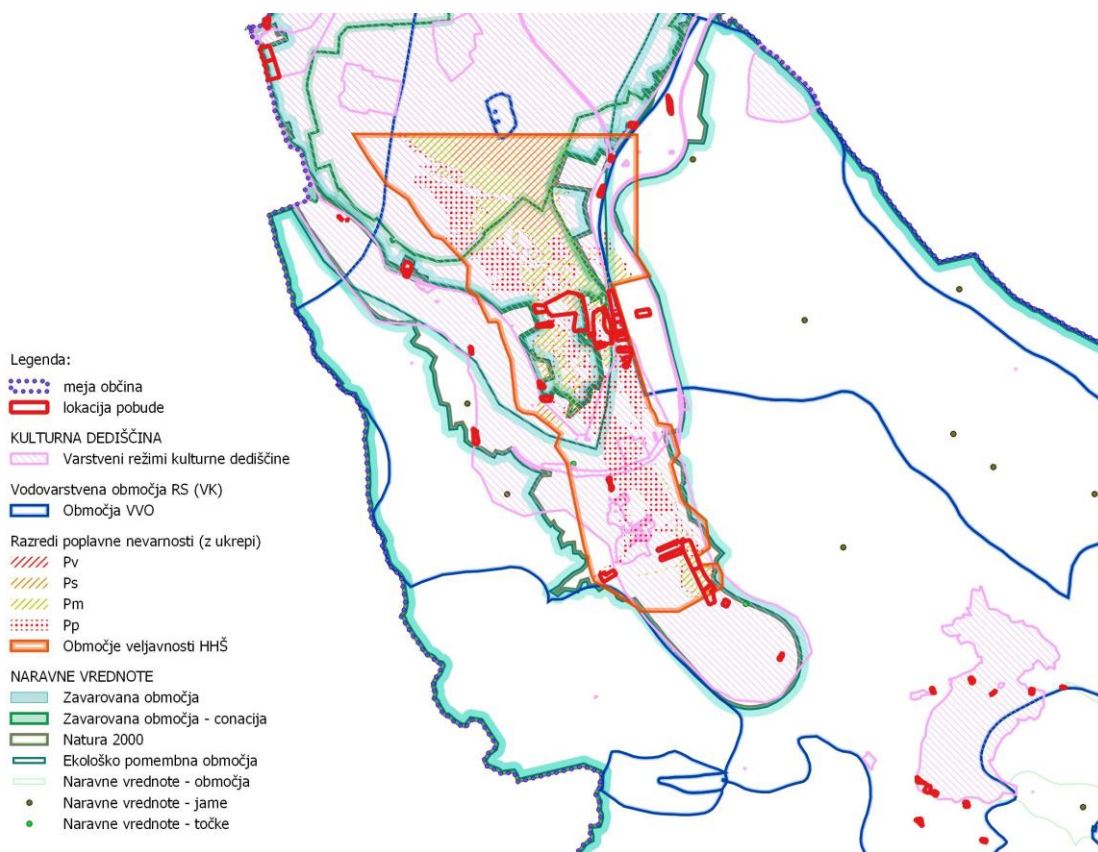 Legenda:
meja občina
lokacija pobude
KULTURNA DEDIŠČINA
Varstveni režimi kulturne dediščine
Vodovarstvena območja RS (VK)
Območja VVO
Razredi poplavne nevarnosti (z ukrepi)
Pv
Ps
Pm
Pp
Območje veljavnosti HHŠ
NARAVNE VREDNOTE
Zavarovana območja
Zavarovana območja - conacija
Natura 2000
Ekološko pomembna območja
Naravne vrednote - območja
Naravne vrednote - jame
Naravne vrednote - točke